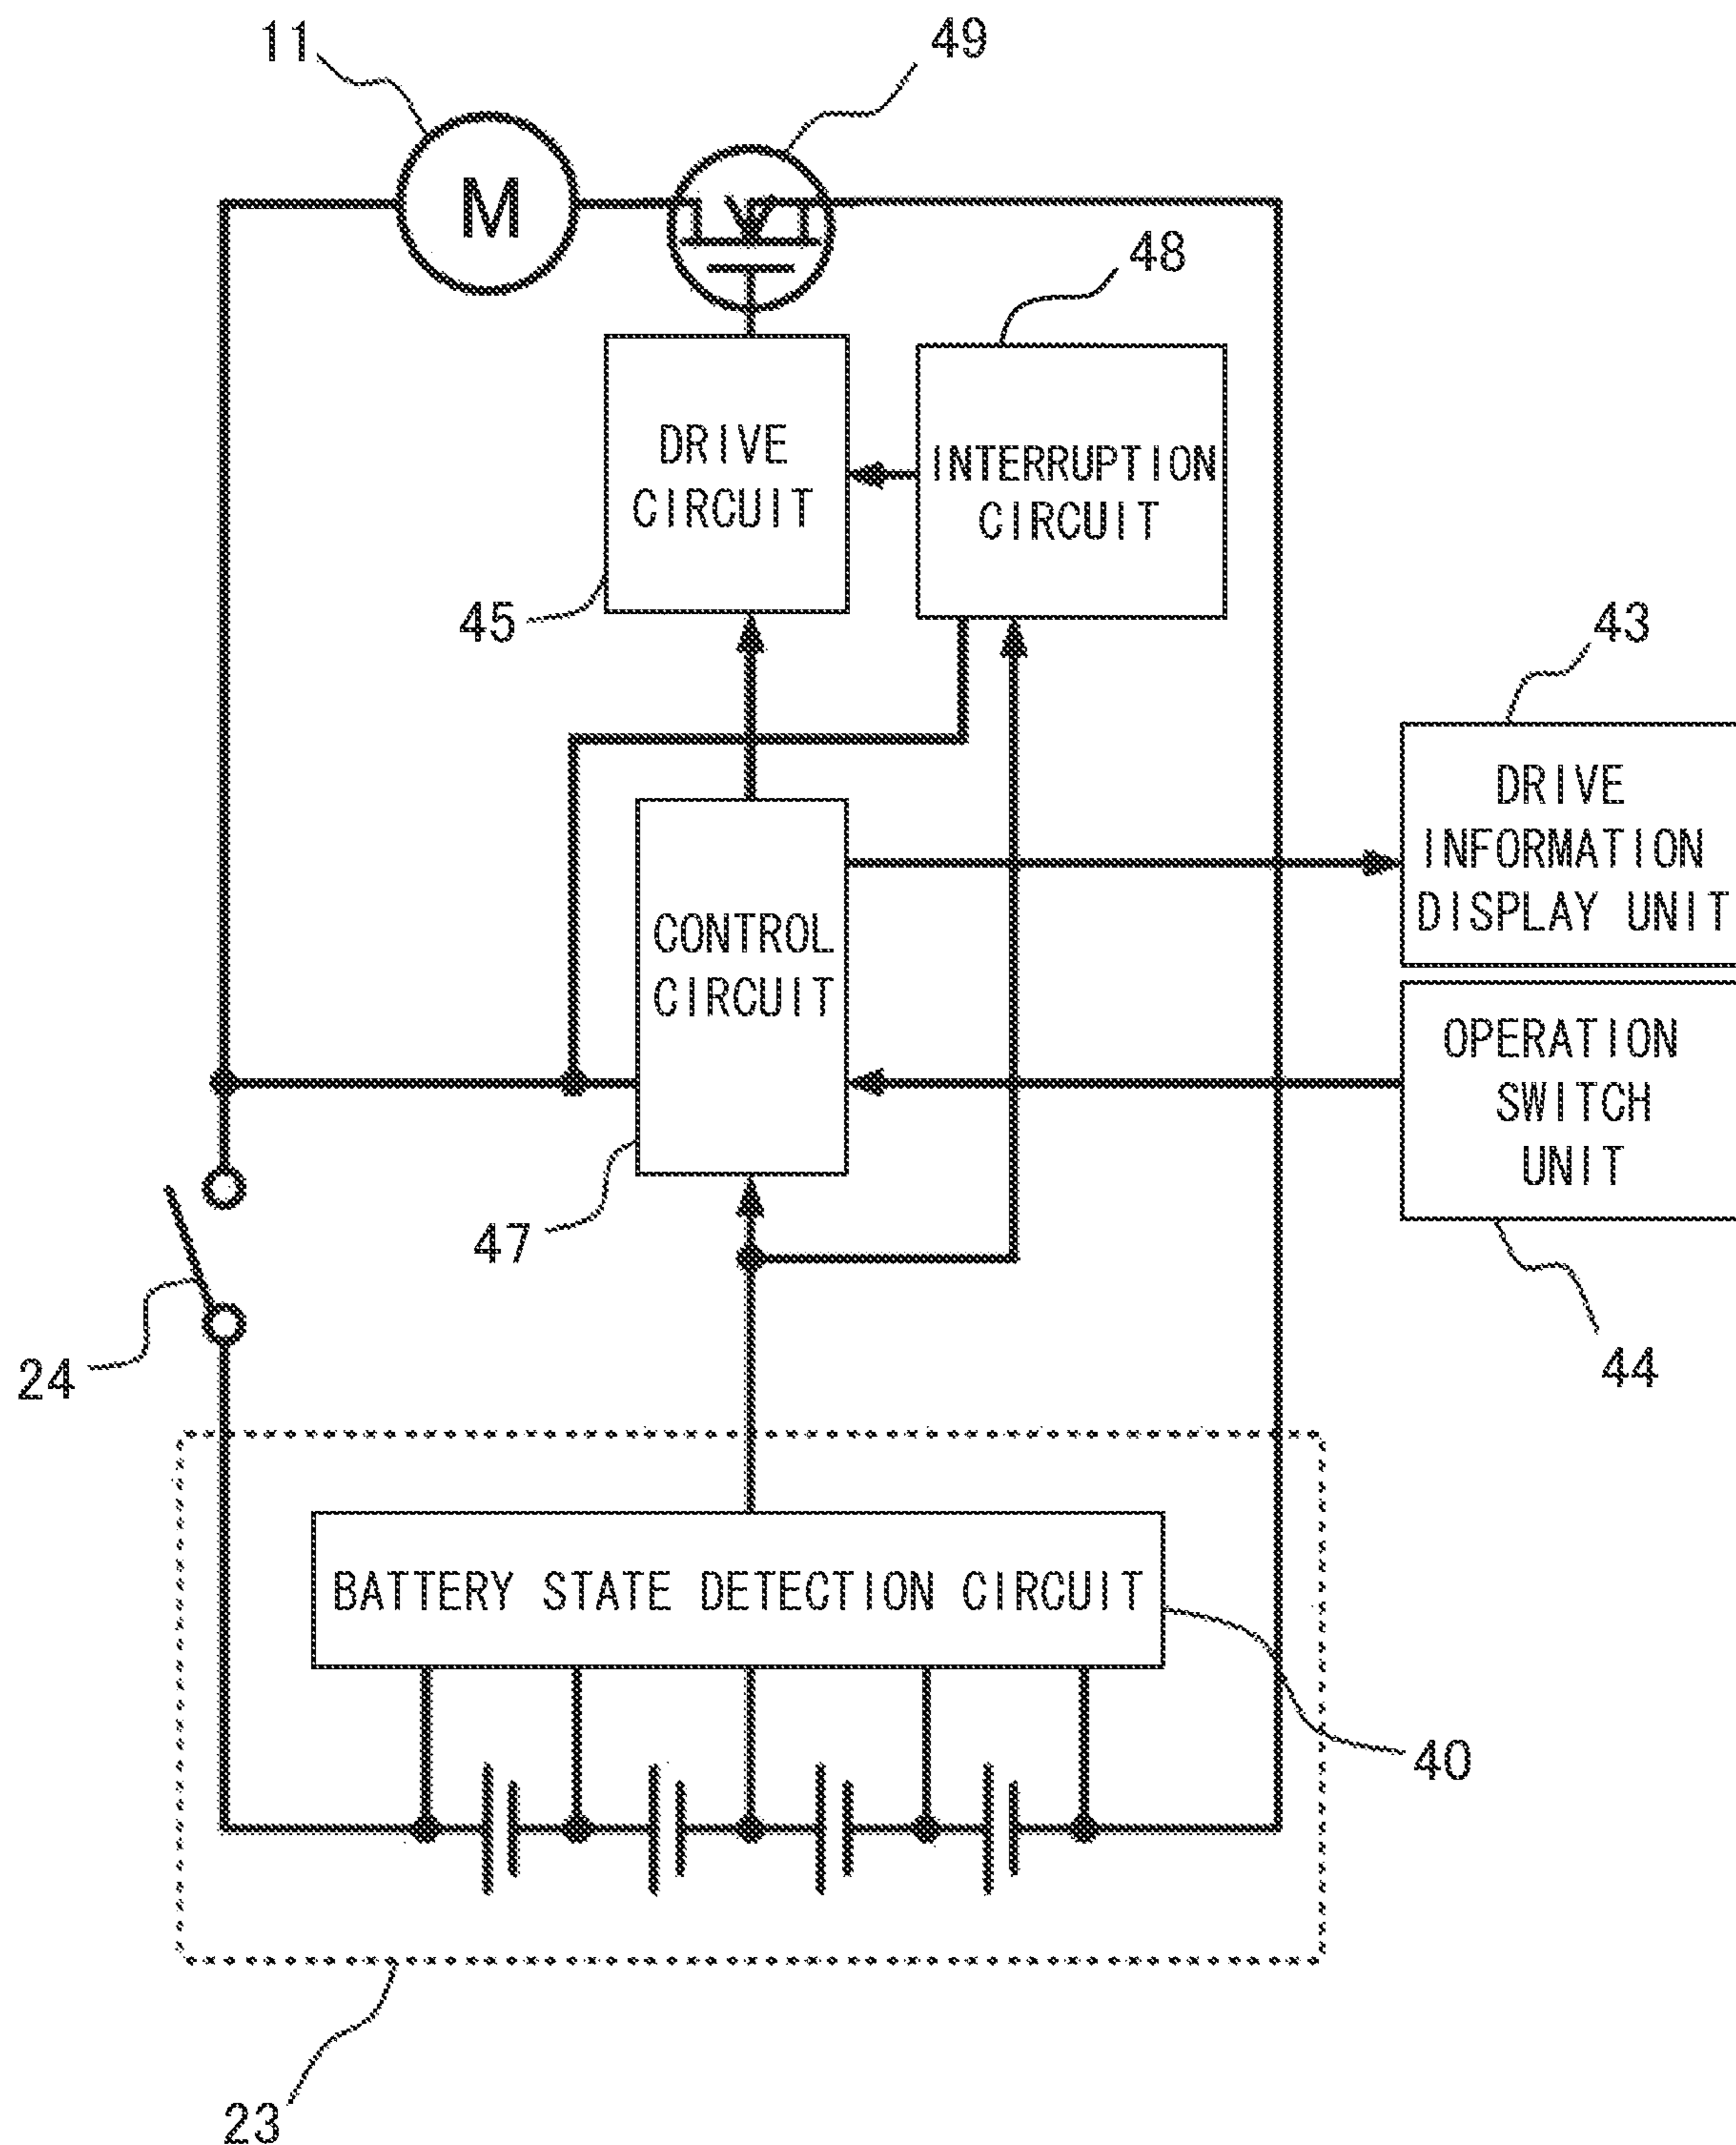 11
49
M
48
DRIVE
CIRCUIT
INTERRUPTION
CIRCUIT
45
43
DRIVE
INFORMATION
DISPLAY UNIT
CONTROL
CIRCUIT
OPERATION
SWITCH
UNIT
47
24
44
BATTERY STATE DETECTION CIRCUIT
40
23